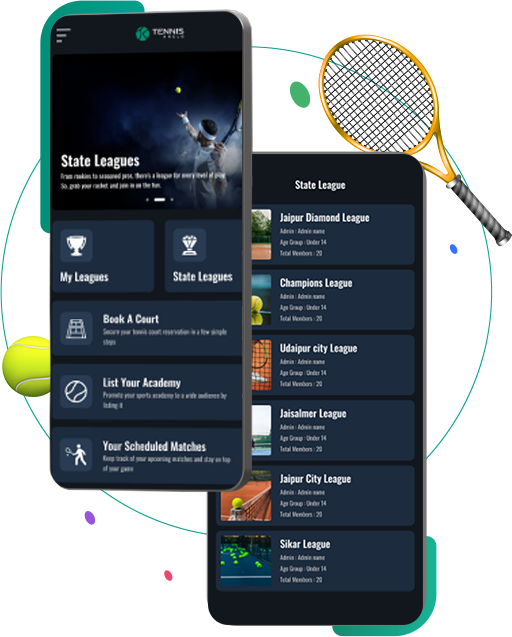 TENNIS
State Leagues
From rookies to seasoned pros, there's a league for every level of play.
So, grab your racket and join in on the fun.
My Leagues
State Leagues
Book A Court
Secure your tennis court reservation in a few simple
steps
List Your Academy
Promote your sports academy to a wide audience by
listing it
Your Scheduled Matches
Keep track of your upcoming matches and stay on top
of your game
State League
Jaipur Diamond League
Admin : Admin name
Age Group : Under 14
Total Members : 20
Champions League
Admin : Admin name
Age Group : Under 14
Total Members : 20
Udaipur city League
Admin : Admin name
Age Group : Under 14
Total Members : 20
Jaisalmer League
Admin : Admin name
Age Group : Under 14
Total Members : 20
Jaipur City League
Admin : Admin name
Age Group : Under 14
Total Members : 20
Sikar League
Admin : Admin name
Age Group : Under 14
Total Members : 20